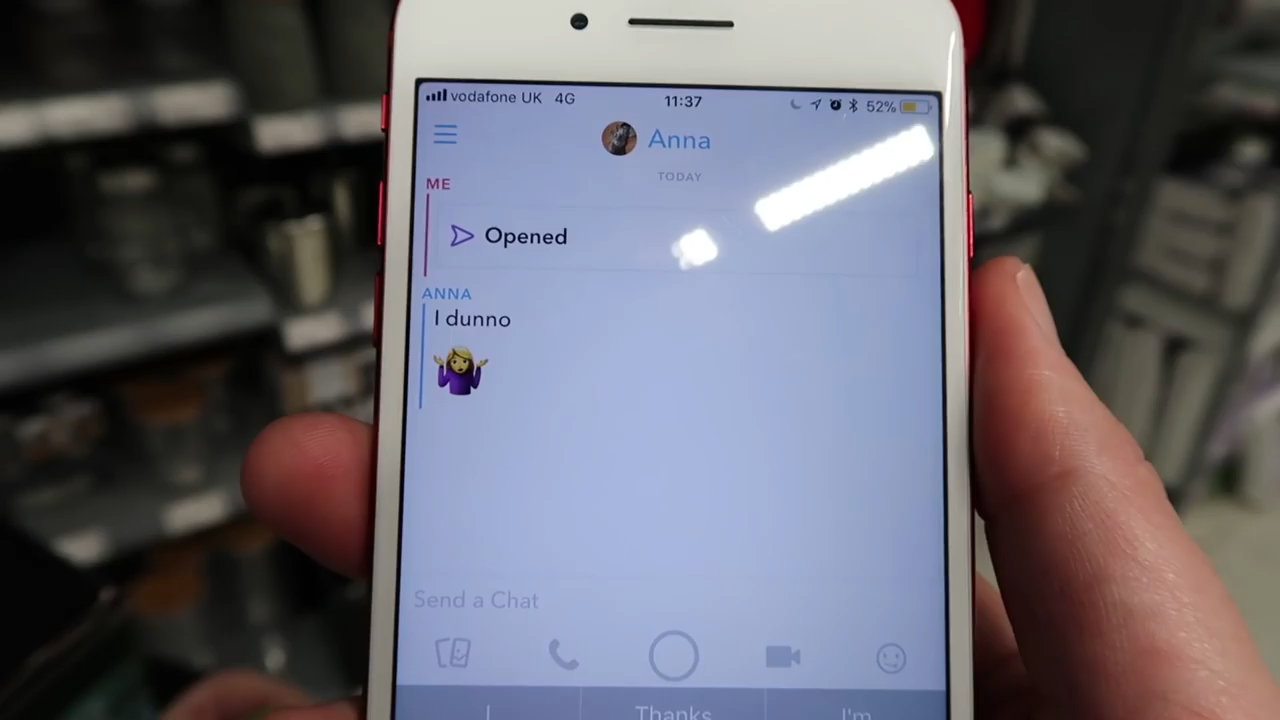 vodafone UK 4G 11:37 52%
Anna
TODAY
ME
Opened
ANNA
I dunno
Send a Chat
I Thanks I'm